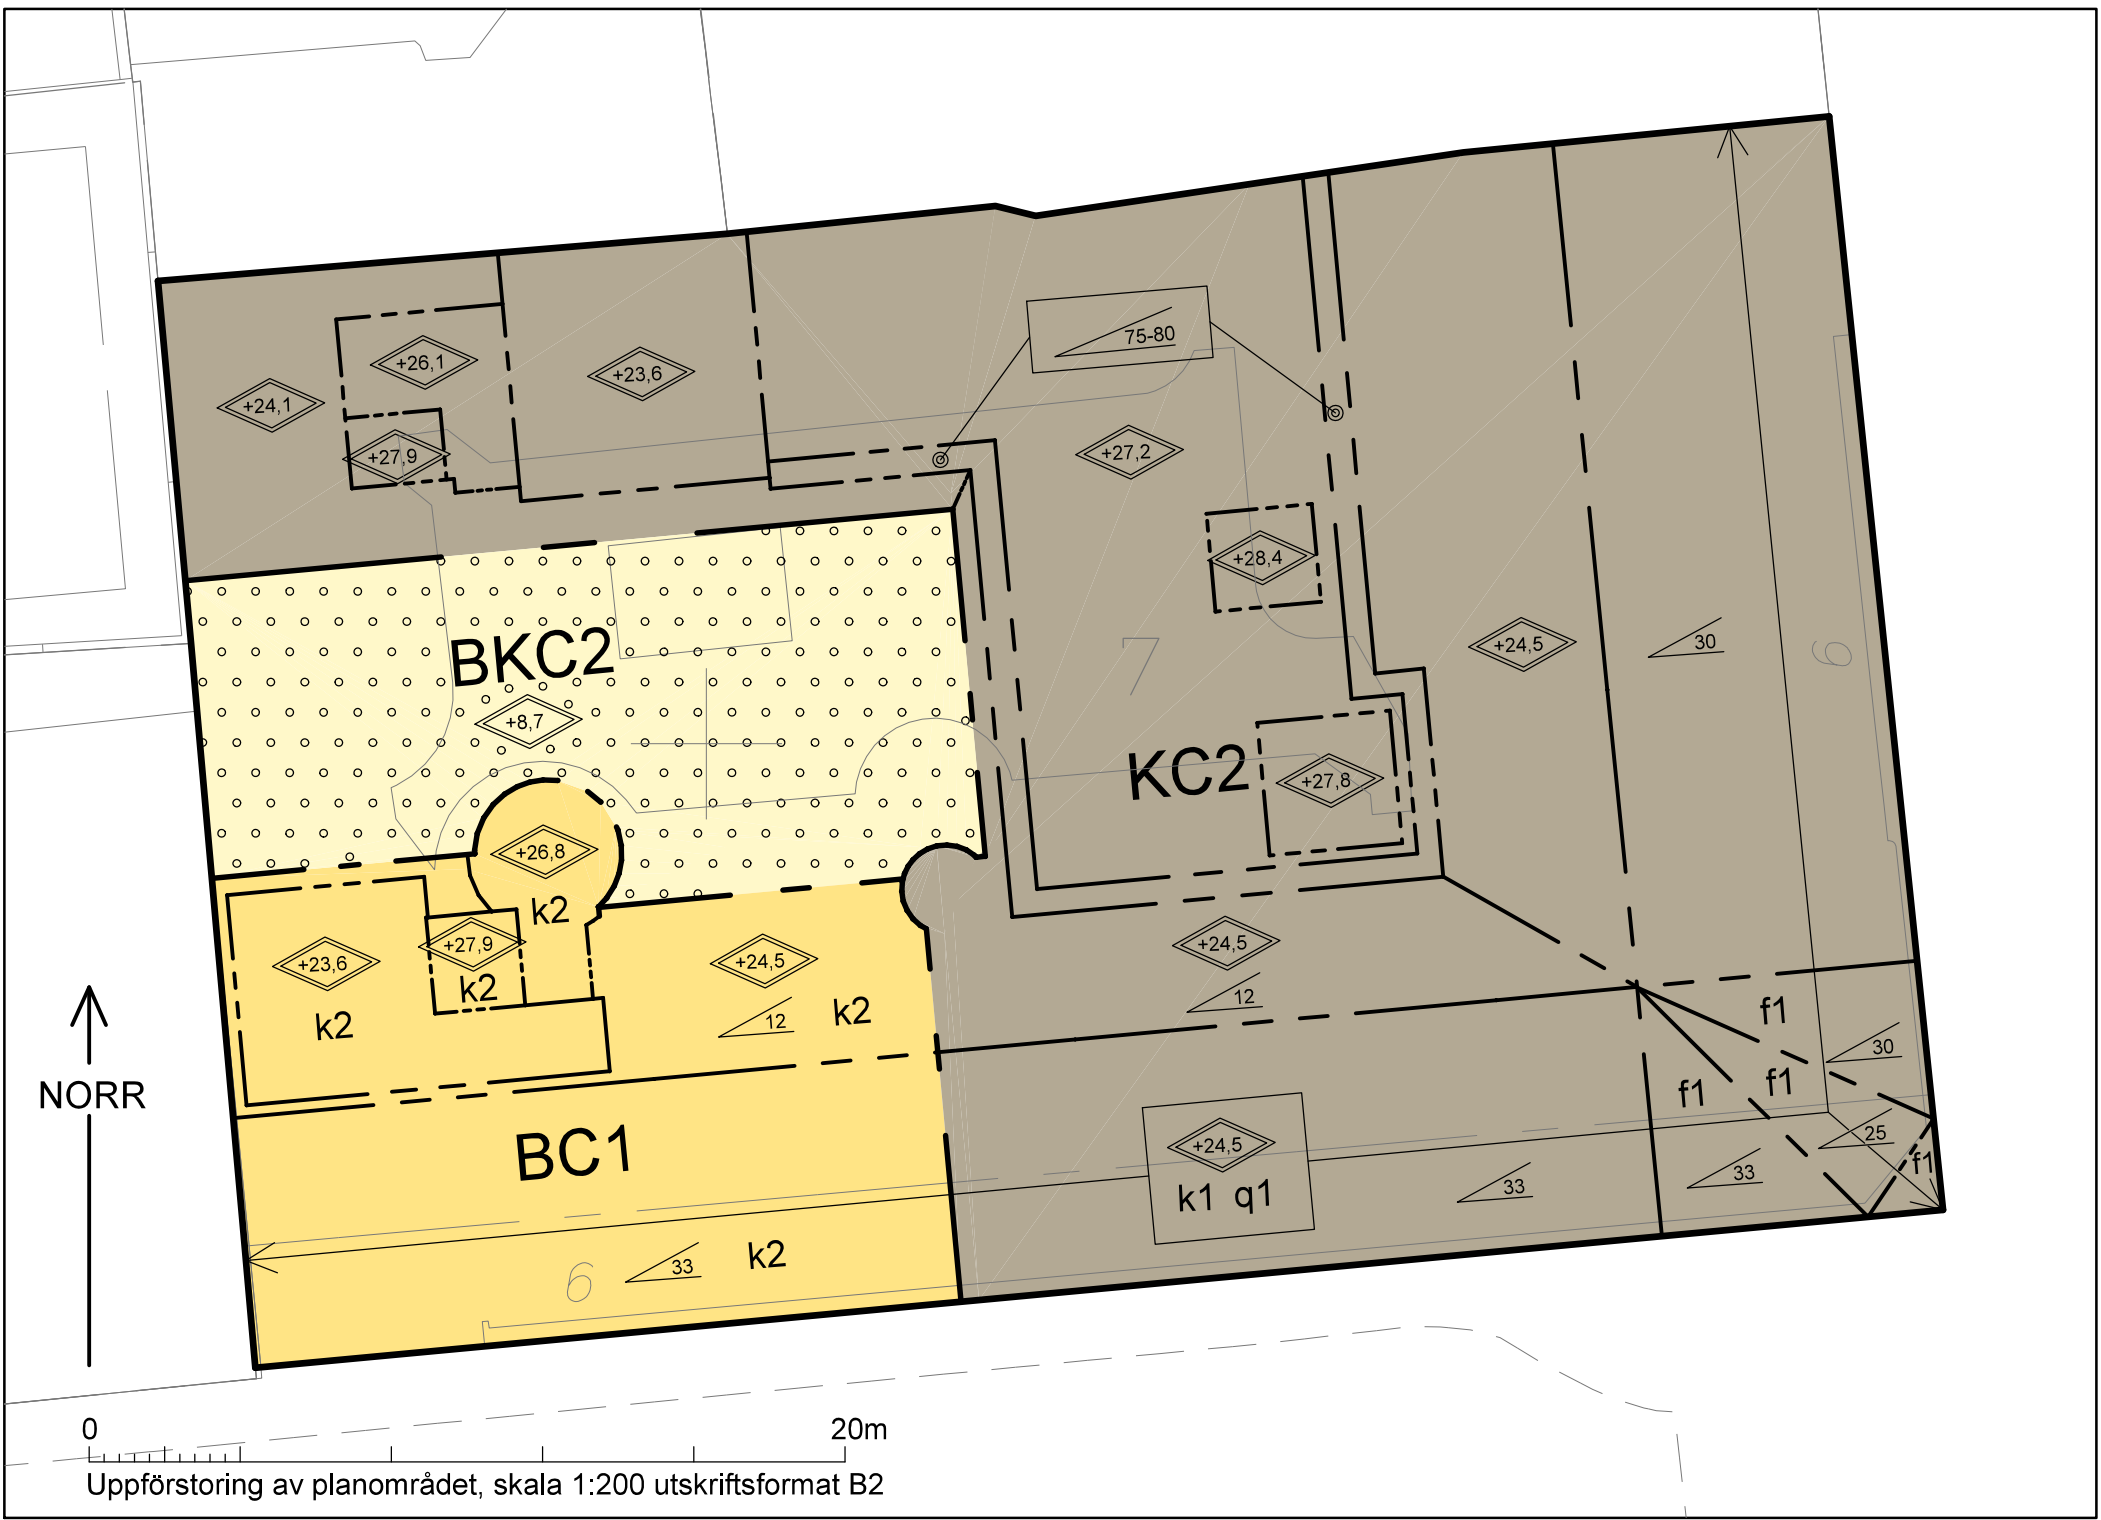 75-80
+26,1
+23,6
+24,1
+27,9
+27,2
+28,4
BKC2
7
+24,5
30
6
+8,7
KC2
+27,8
+26,8
k2
+23,6
+27,9
+24,5
+24,5
k2
k2
12
k2
12
f1
30
NORR
f1
f1
BC1
+24,5
25
f1
k1 q1
33
33
6
33
k2
0
20m
Uppförstoring av planområdet, skala 1:200 utskriftsformat B2